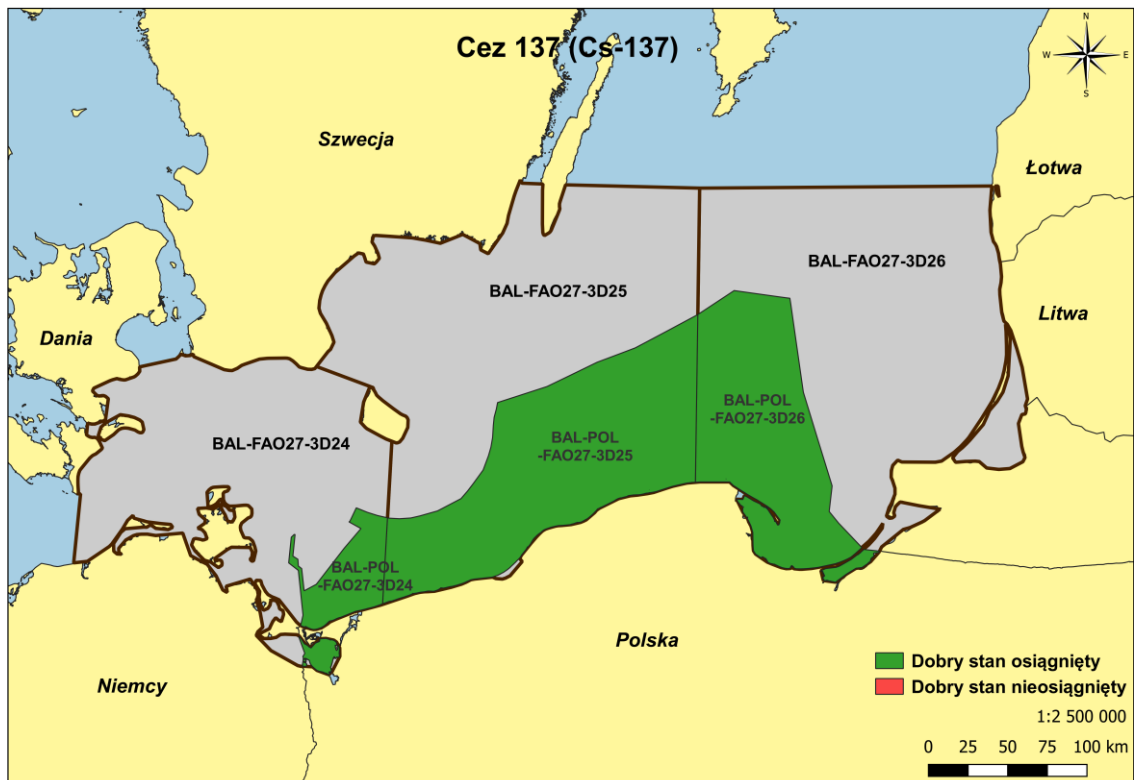 Cez 137 (Cs-137)
N
W
E
S
Szwecja
Łotwa
BAL-FAO27-3D26
BAL-FAO27-3D25
Litwa
Dania
BAL-POL
-FAO27-3D26
BAL-POL
-FAO27-3D25
BAL-FAO27-3D24
BAL-POL
-FAO27-3D24
Polska
Niemcy
Dobry stan osiągnięty
Dobry stan nieosiągnięty
1:2 500 000
0 25 50 75 100 km